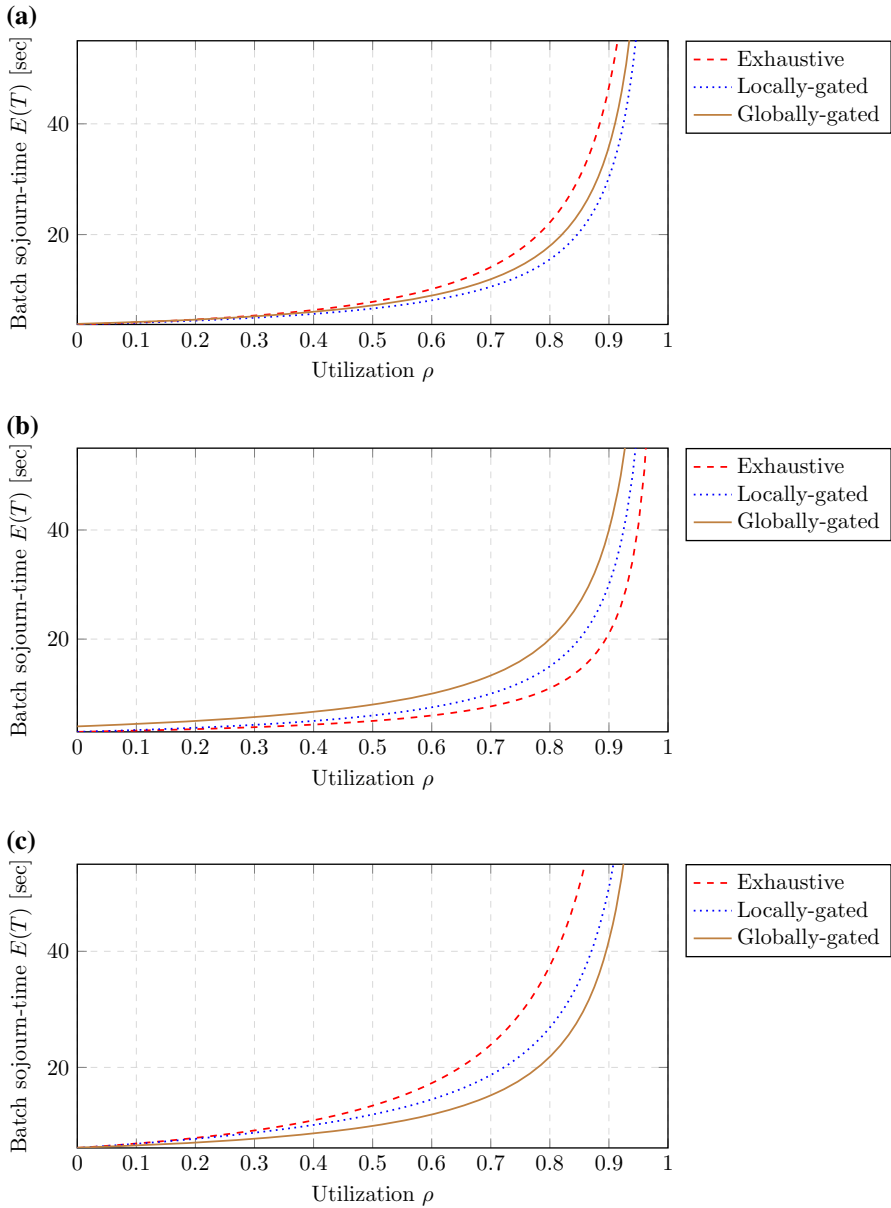 (a)
Batch sojourn-time E(T) [sec]
40
20
0 0.1 0.2 0.3 0.4 0.5 0.6 0.7 0.8 0.9 1
Utilization ρ
Exhaustive
Locally-gated
Globally-gated
(b)
Batch sojourn-time E(T) [sec]
40
20
0 0.1 0.2 0.3 0.4 0.5 0.6 0.7 0.8 0.9 1
Utilization ρ
Exhaustive
Locally-gated
Globally-gated
(c)
Batch sojourn-time E(T) [sec]
40
20
0 0.1 0.2 0.3 0.4 0.5 0.6 0.7 0.8 0.9 1
Utilization ρ
Exhaustive
Locally-gated
Globally-gated